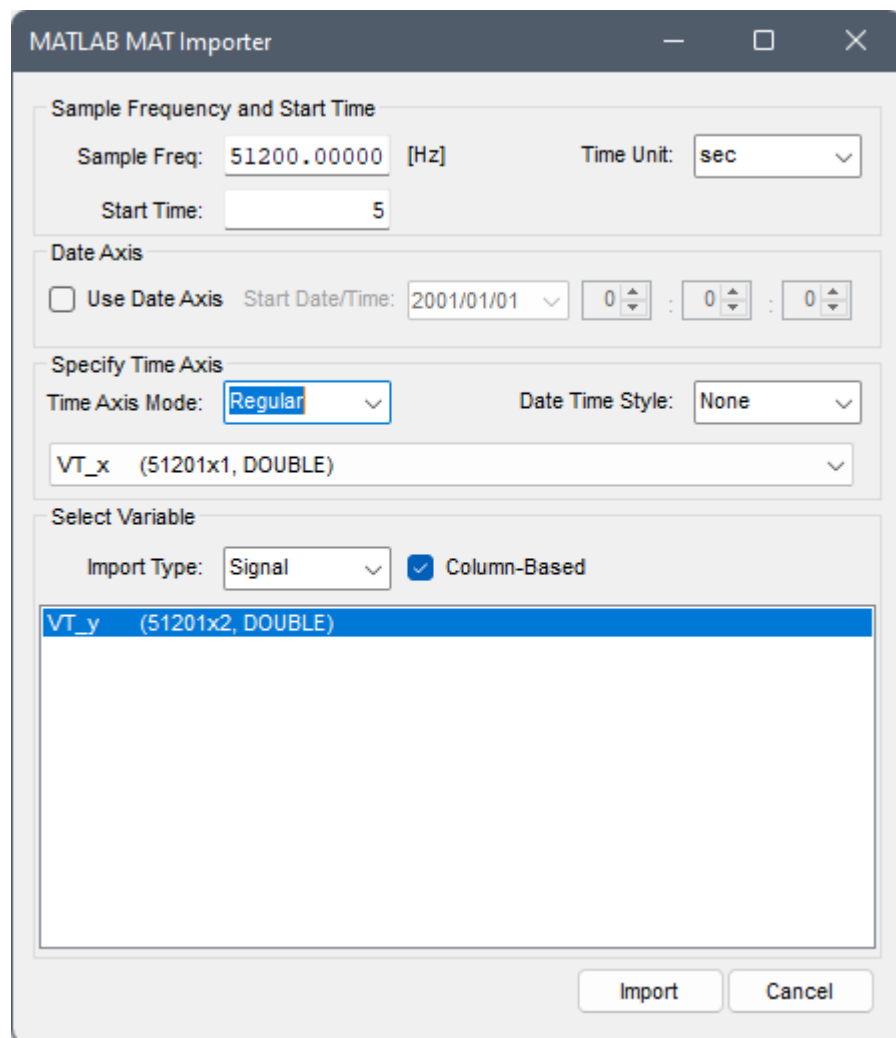 MATLAB MAT Importer
Sample Frequency and Start Time
Sample Freq: 51200.00000 [Hz] Time Unit: sec
Start Time: 5
Date Axis
Use Date Axis Start Date/Time: 2001/01/01 0 : 0 : 0
Specify Time Axis
Time Axis Mode: Regular Date Time Style: None
VT_x (51201x1, DOUBLE)
Select Variable
Import Type: Signal Column-Based
VT_y (51201x2, DOUBLE)
Import Cancel